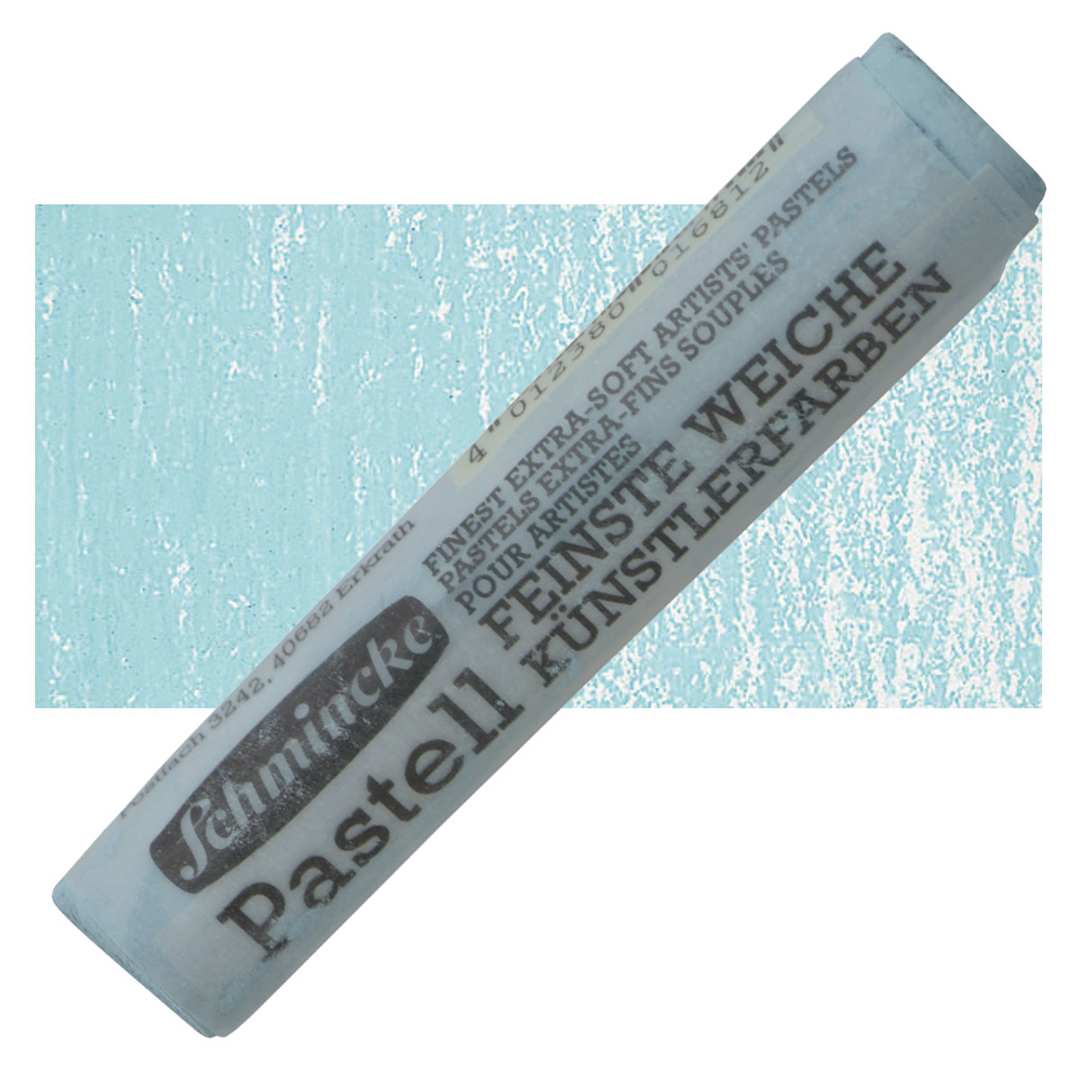 4 012380 016812
FINEST EXTRA-SOFT ARTISTS' PASTELS
PASTELS EXTRA-FINS SOUPLES
POUR ARTISTES
FEINSTE WEICHE
KÜNSTLERFARBEN
3242, 40682 Erkrath
Schmincke
Pastell